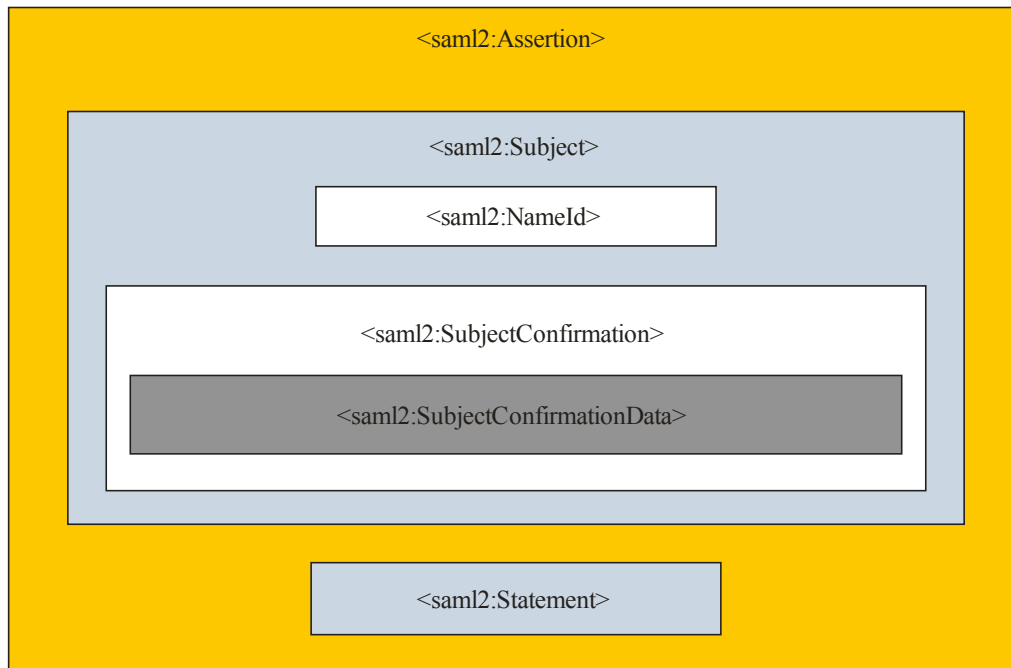 <saml2:Assertion>
<saml2:Subject>
<saml2:NameId>
<saml2:SubjectConfirmation>
<saml2:SubjectConfirmationData>
<saml2:Statement>